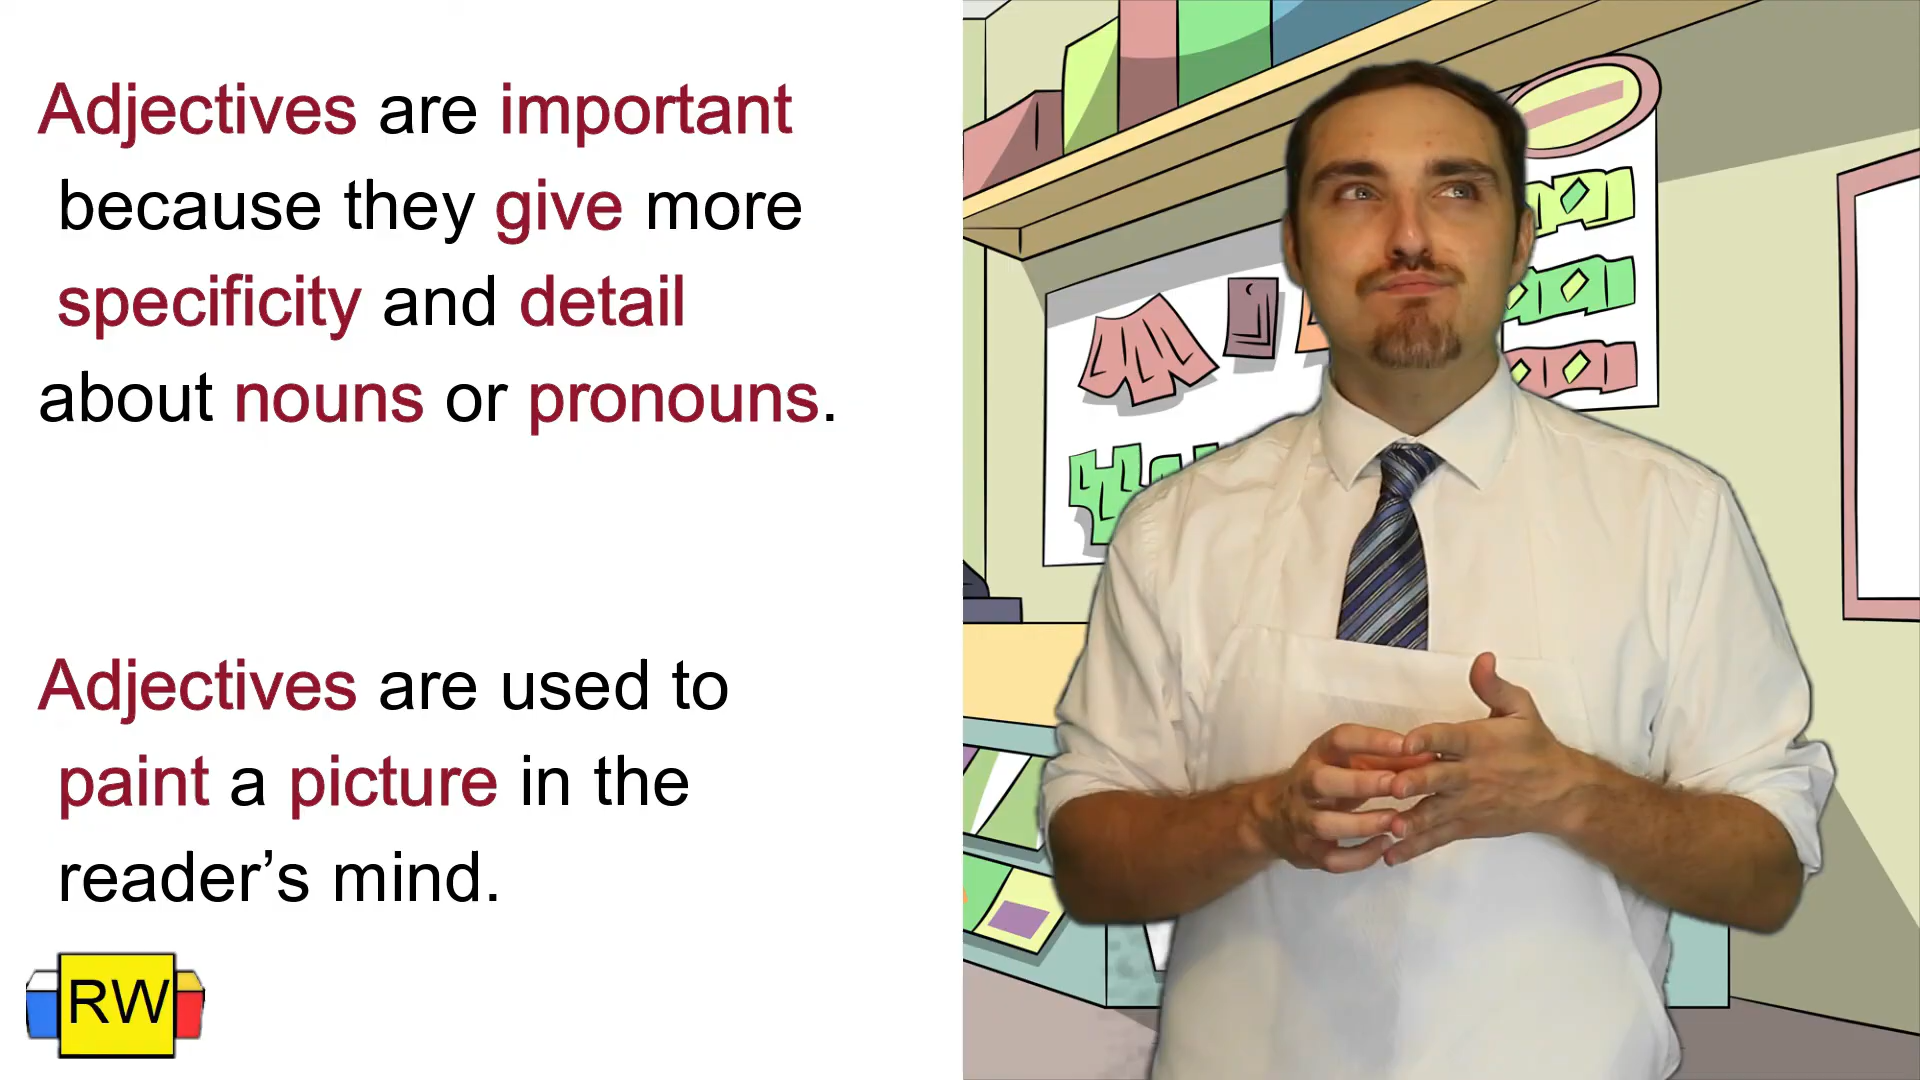 Adjectives are important
because they give more
specificity and detail
about nouns or pronouns.
Adjectives are used to
paint a picture in the
reader’s mind.
RW